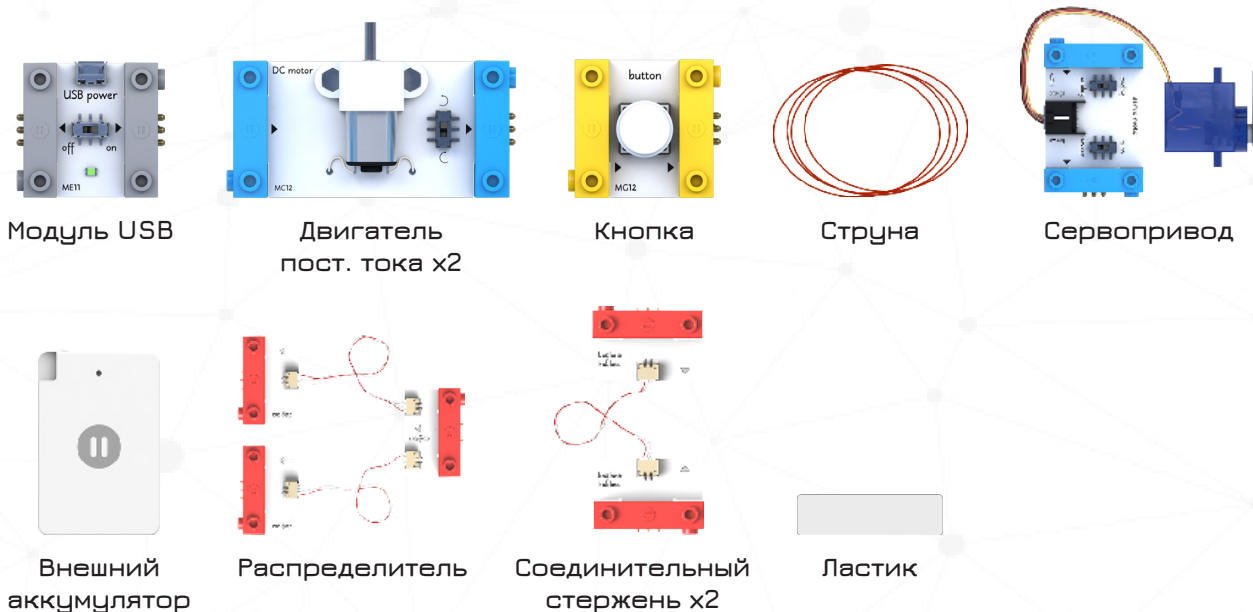 USB power
off
on
ME11
DC motor
MC12
button
MG12
Модуль USB
Двигатель
пост. тока x2
Кнопка
Струна
Сервопривод
Внешний
аккумулятор
Распределитель
Соединительный
стержень x2
Ластик